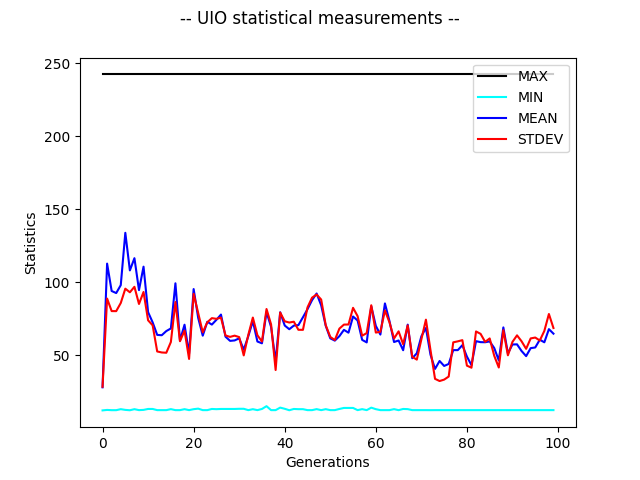 -- UIO statistical measurements --
250
200
150
100
50
Statistics
MAX
MIN
MEAN
STDEV
0
20
40
60
80
100
Generations